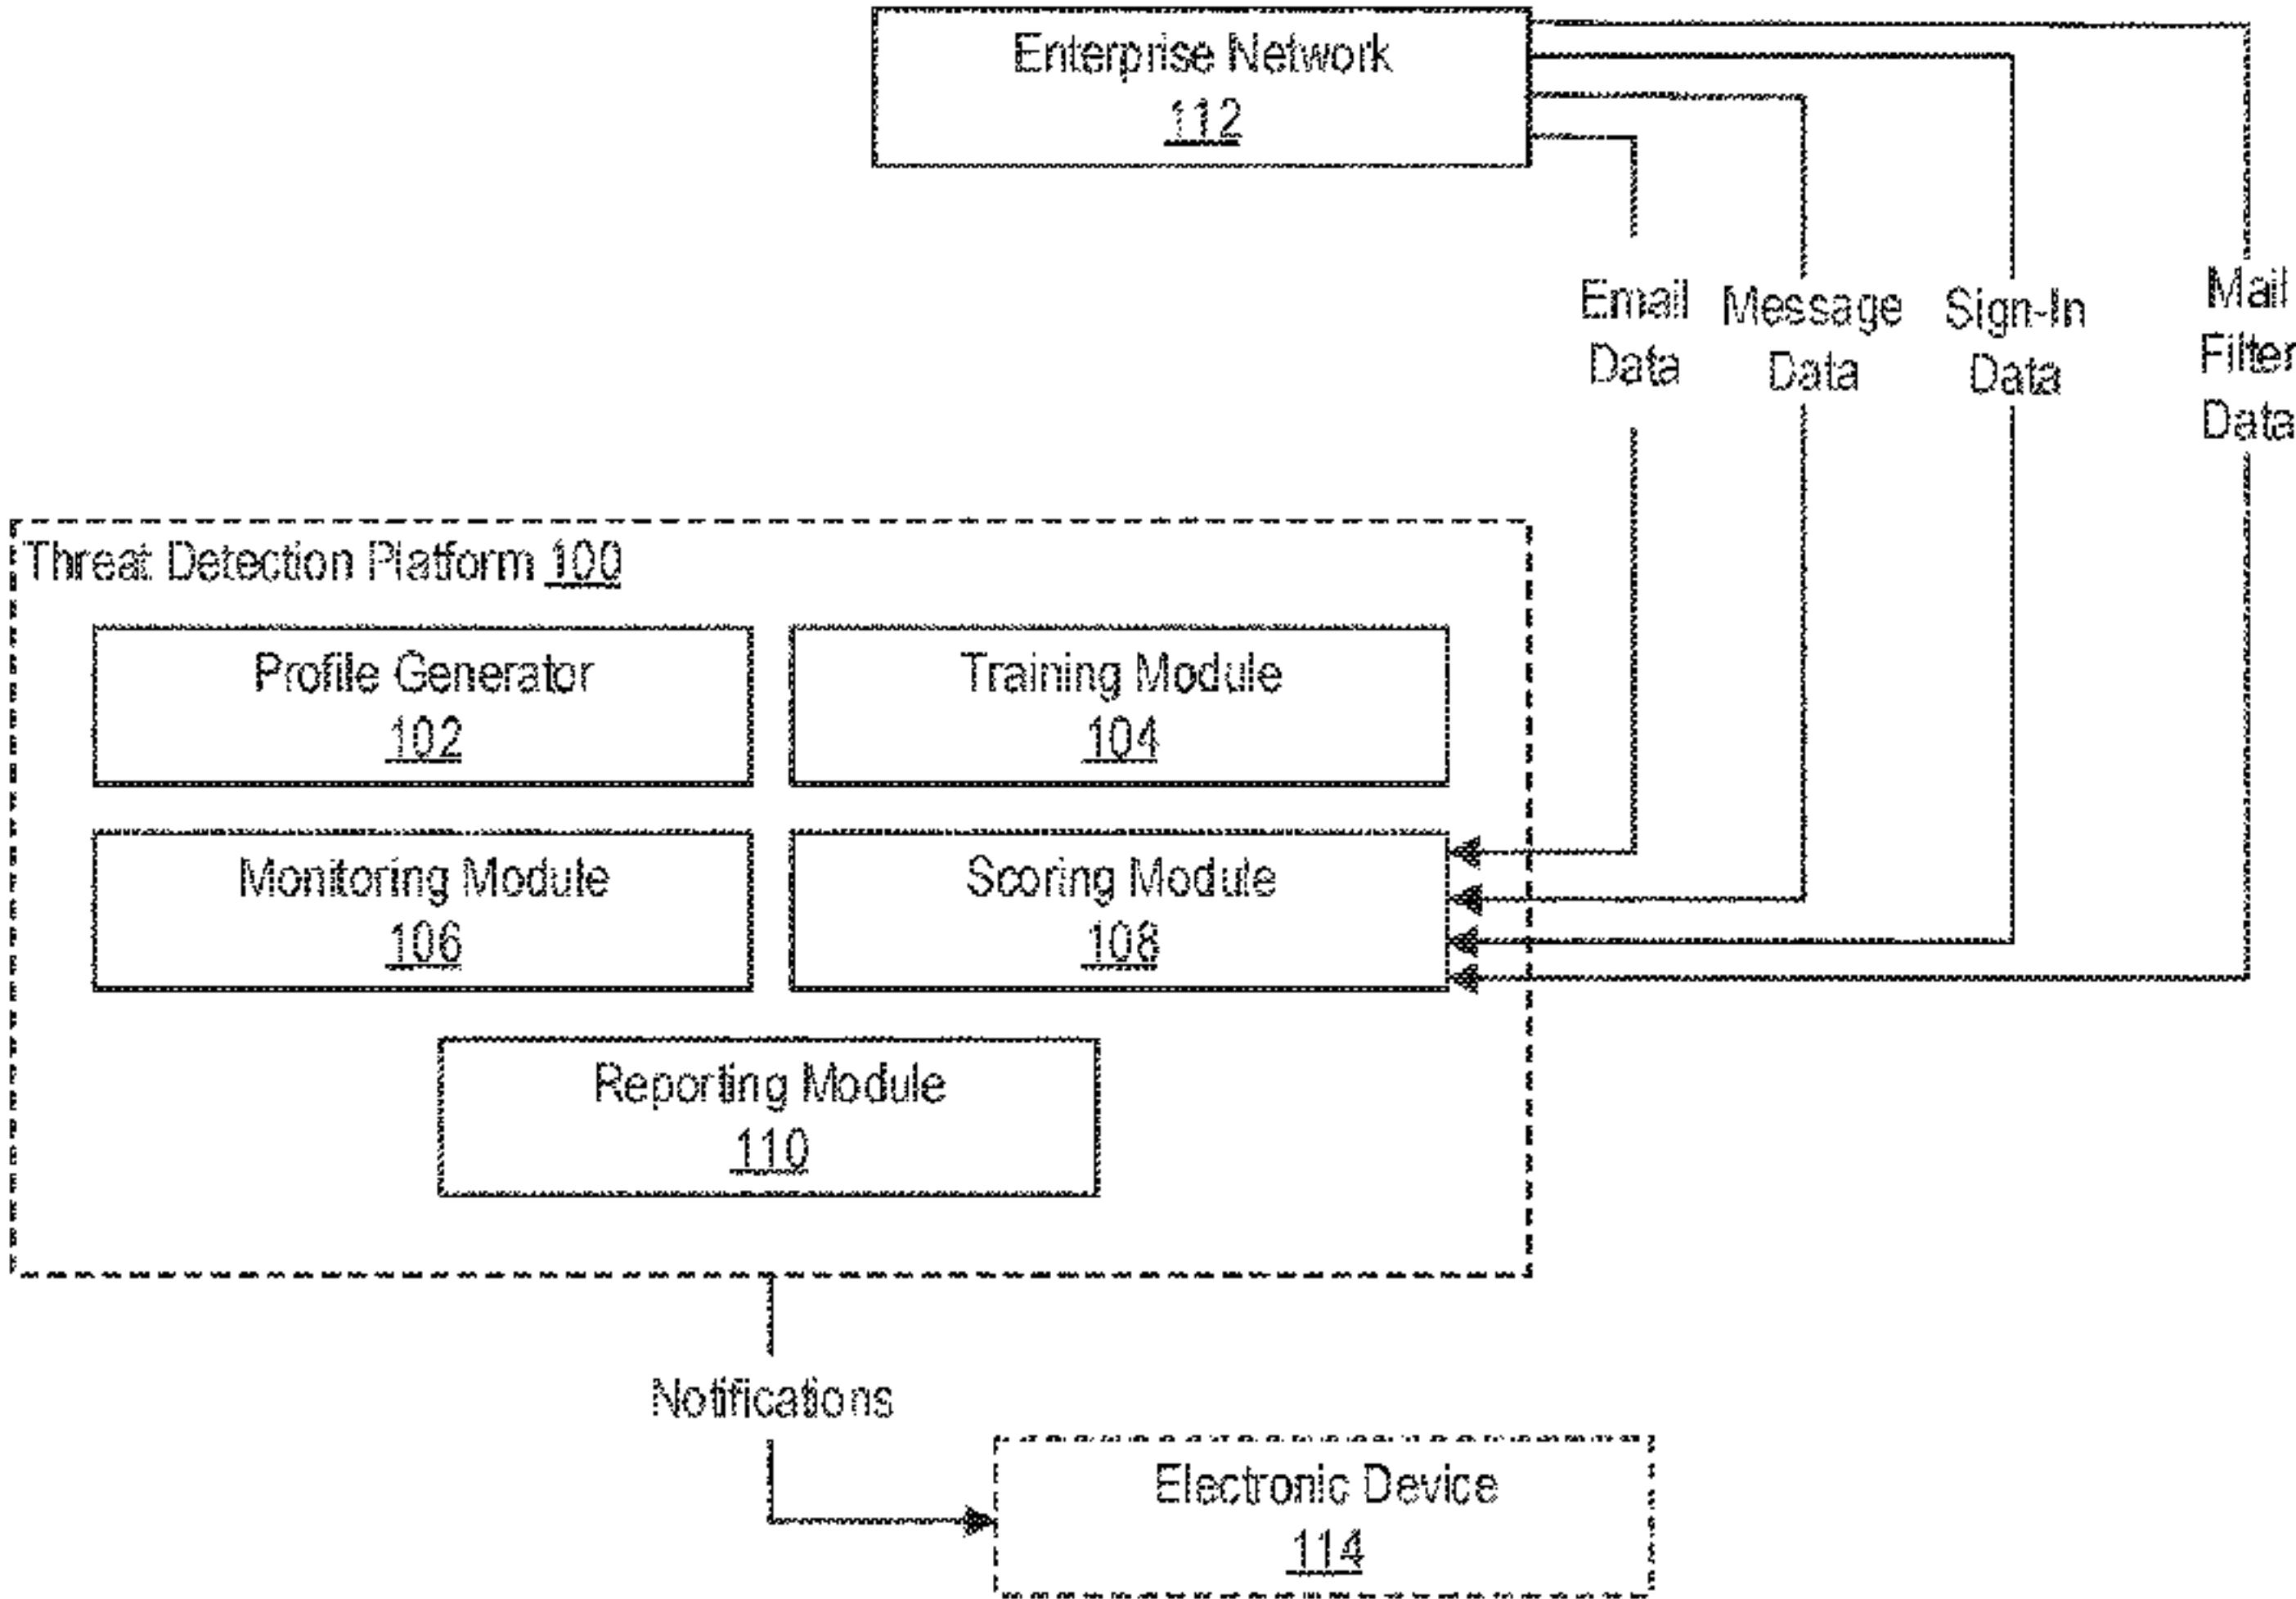 Enterprise Network
112
Email
Data
Message
Data
Sign-In
Data
Mail
Filter
Data
Threat Detection Platform 100
Profile Generator
102
Training Module
104
Monitoring Module
106
Scoring Module
108
Reporting Module
110
Notifications
Electronic Device
114